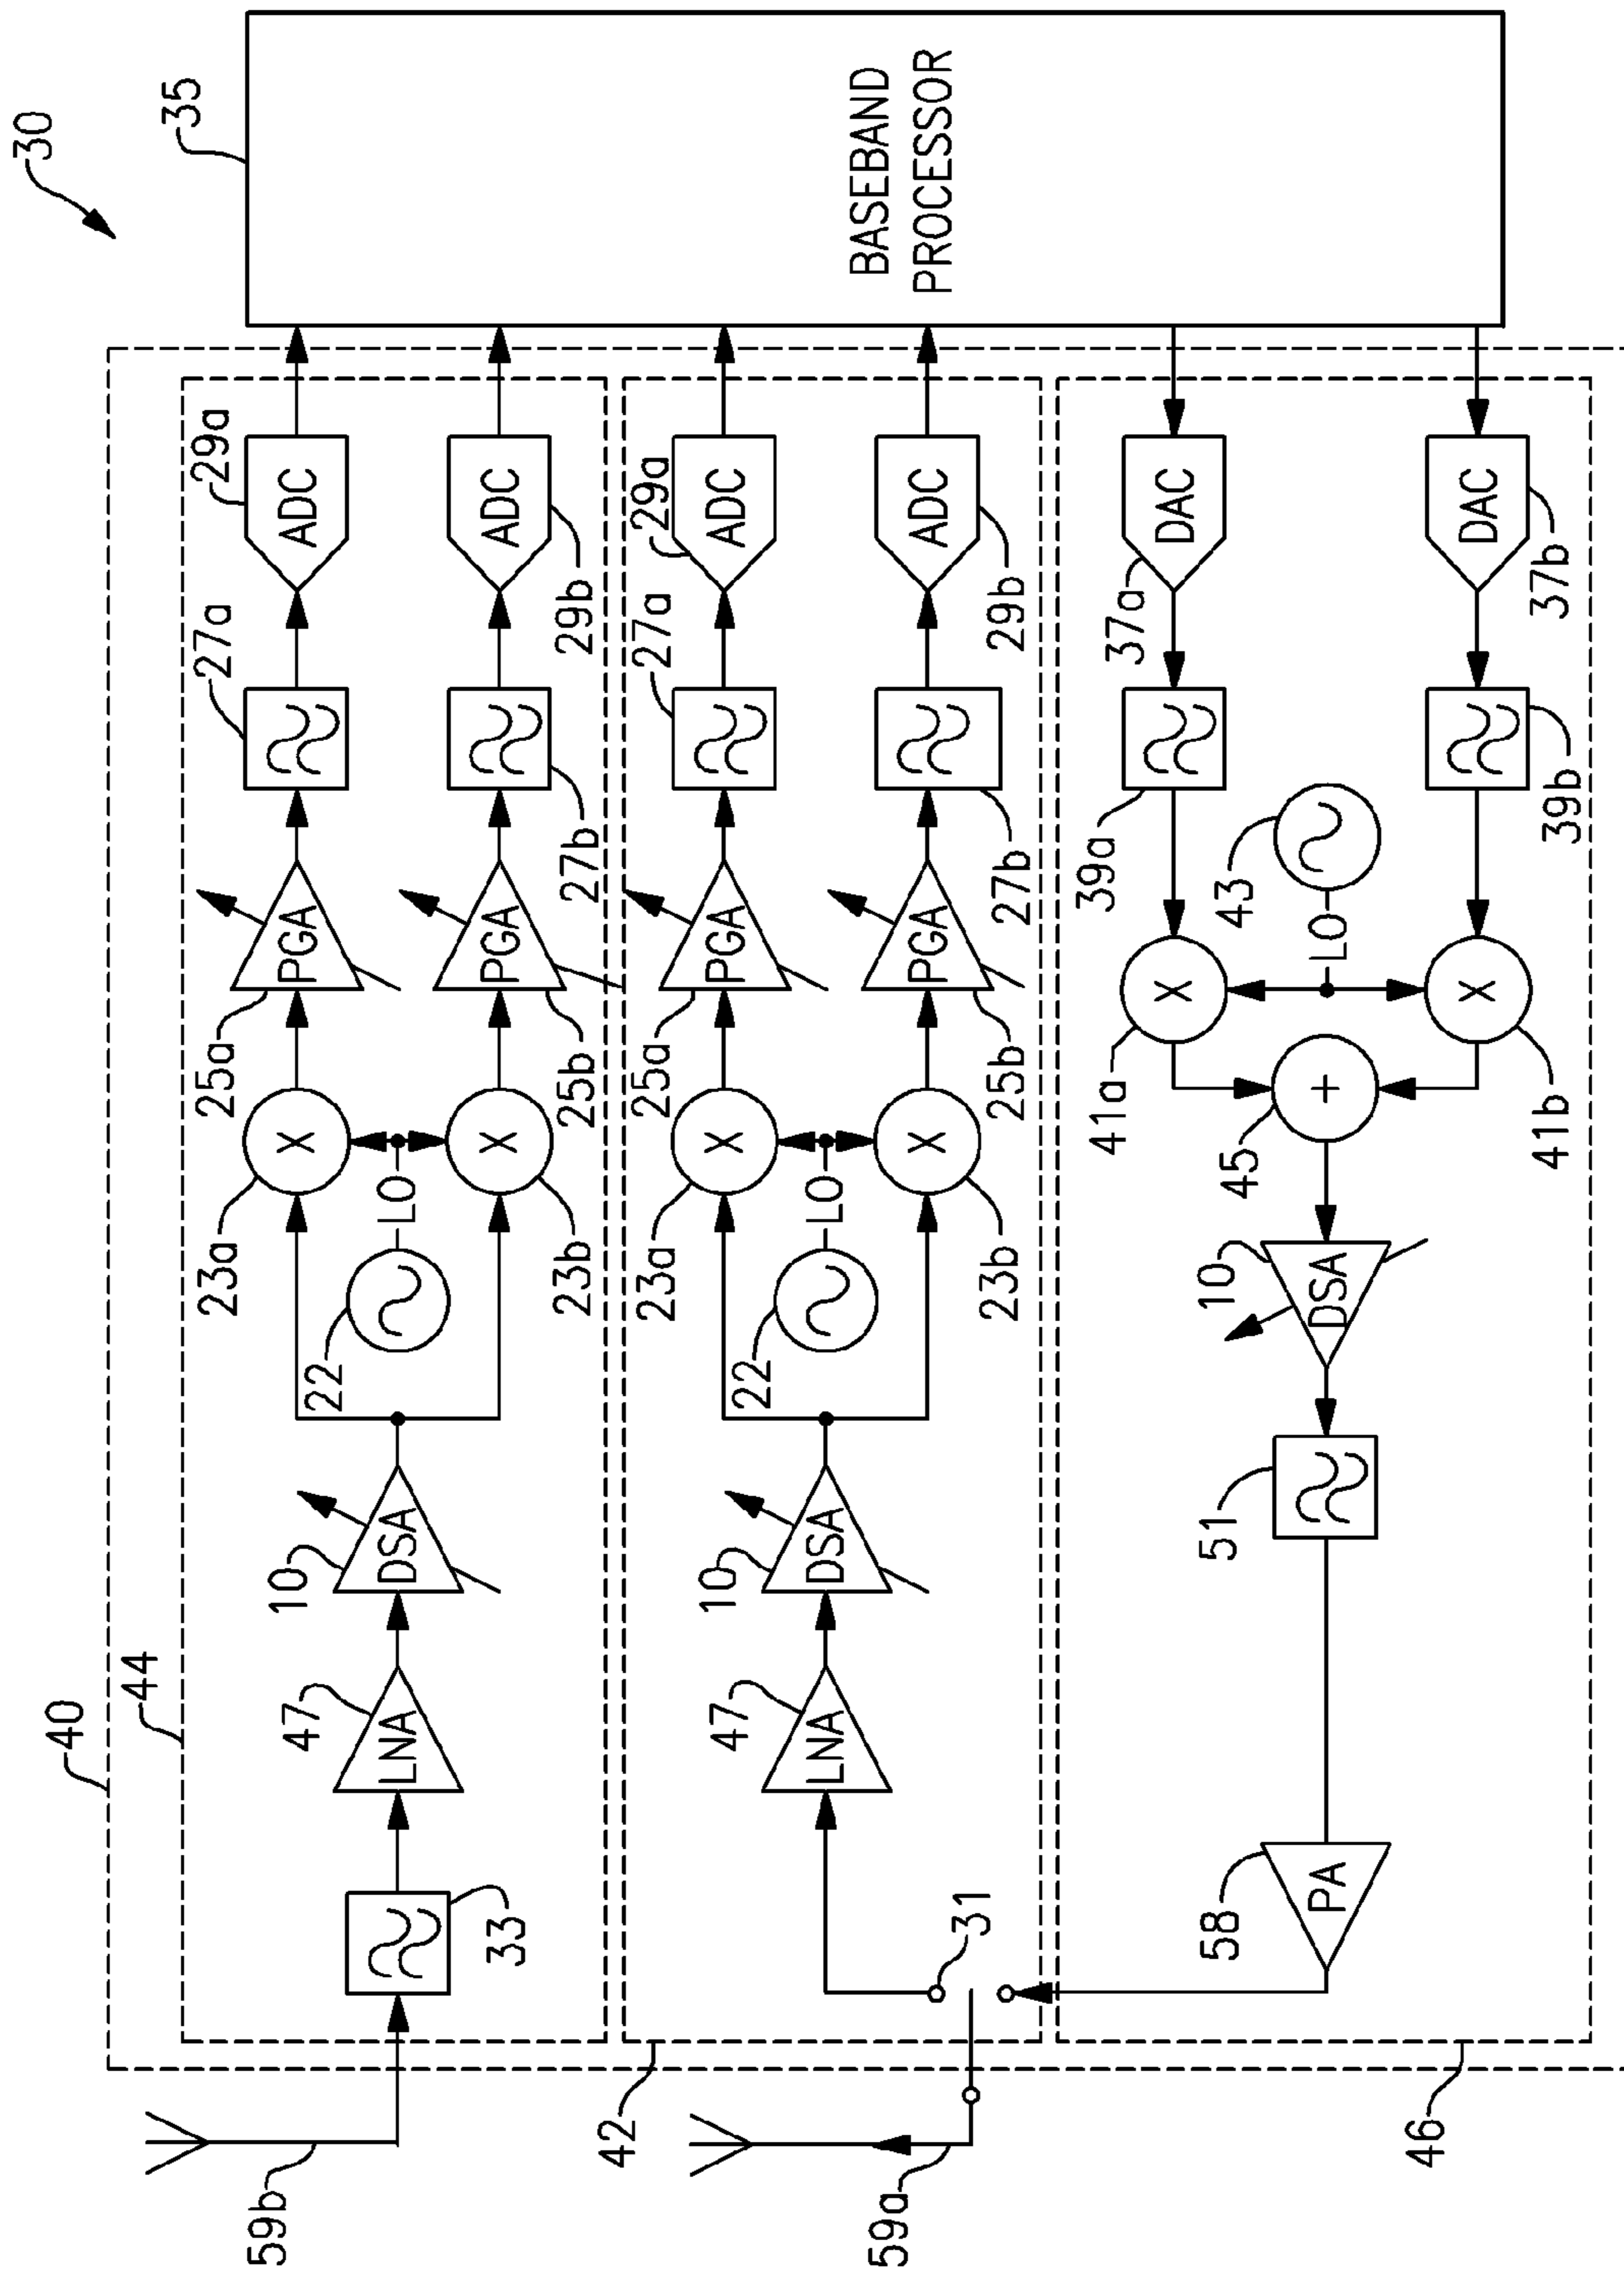 30
35
BASEBAND
PROCESSOR
40
44
59b
33
LNA
47
DSA
10
22
LO
X
23a
X
23b
PGA
25a
PGA
25b
27a
27b
ADC
29a
ADC
29b
42
59a
31
LNA
47
DSA
10
22
LO
X
23a
X
23b
PGA
25a
PGA
25b
27a
27b
ADC
29a
ADC
29b
46
PA
58
51
DSA
10
+
45
X
41a
X
41b
LO
43
39a
39b
DAC
37a
DAC
37b